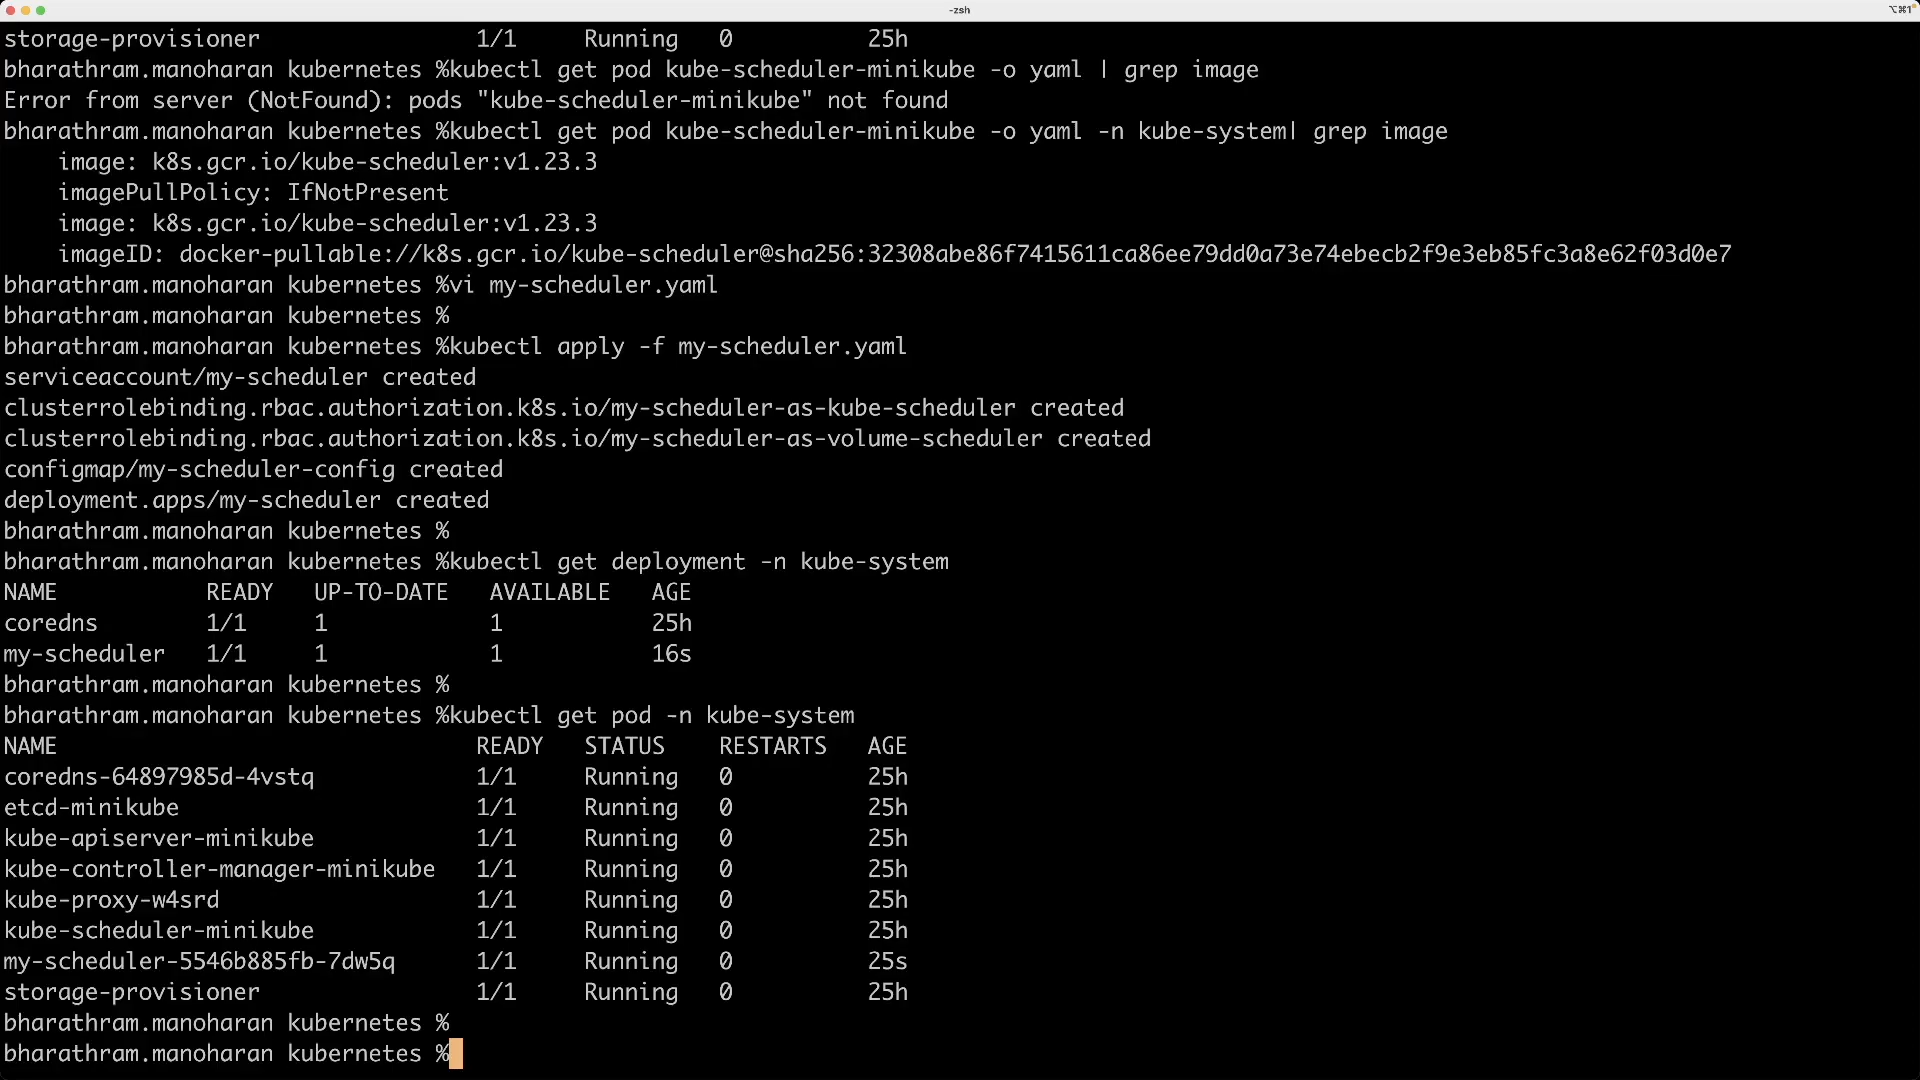 -zsh
⌥⌘1
storage-provisioner                1/1     Running   0          25h
bharathram.manoharan kubernetes %kubectl get pod kube-scheduler-minikube -o yaml | grep image
Error from server (NotFound): pods "kube-scheduler-minikube" not found
bharathram.manoharan kubernetes %kubectl get pod kube-scheduler-minikube -o yaml -n kube-system| grep image
    image: k8s.gcr.io/kube-scheduler:v1.23.3
    imagePullPolicy: IfNotPresent
    image: k8s.gcr.io/kube-scheduler:v1.23.3
    imageID: docker-pullable://k8s.gcr.io/kube-scheduler@sha256:32308abe86f7415611ca86ee79dd0a73e74ebecb2f9e3eb85fc3a8e62f03d0e7
bharathram.manoharan kubernetes %vi my-scheduler.yaml
bharathram.manoharan kubernetes %
bharathram.manoharan kubernetes %kubectl apply -f my-scheduler.yaml
serviceaccount/my-scheduler created
clusterrolebinding.rbac.authorization.k8s.io/my-scheduler-as-kube-scheduler created
clusterrolebinding.rbac.authorization.k8s.io/my-scheduler-as-volume-scheduler created
configmap/my-scheduler-config created
deployment.apps/my-scheduler created
bharathram.manoharan kubernetes %
bharathram.manoharan kubernetes %kubectl get deployment -n kube-system
NAME           READY   UP-TO-DATE   AVAILABLE   AGE
coredns        1/1     1            1           25h
my-scheduler   1/1     1            1           16s
bharathram.manoharan kubernetes %
bharathram.manoharan kubernetes %kubectl get pod -n kube-system
NAME                               READY   STATUS    RESTARTS   AGE
coredns-64897985d-4vstq            1/1     Running   0          25h
etcd-minikube                      1/1     Running   0          25h
kube-apiserver-minikube            1/1     Running   0          25h
kube-controller-manager-minikube   1/1     Running   0          25h
kube-proxy-w4srd                   1/1     Running   0          25h
kube-scheduler-minikube            1/1     Running   0          25h
my-scheduler-5546b885fb-7dw5q      1/1     Running   0          25s
storage-provisioner                1/1     Running   0          25h
bharathram.manoharan kubernetes %
bharathram.manoharan kubernetes %